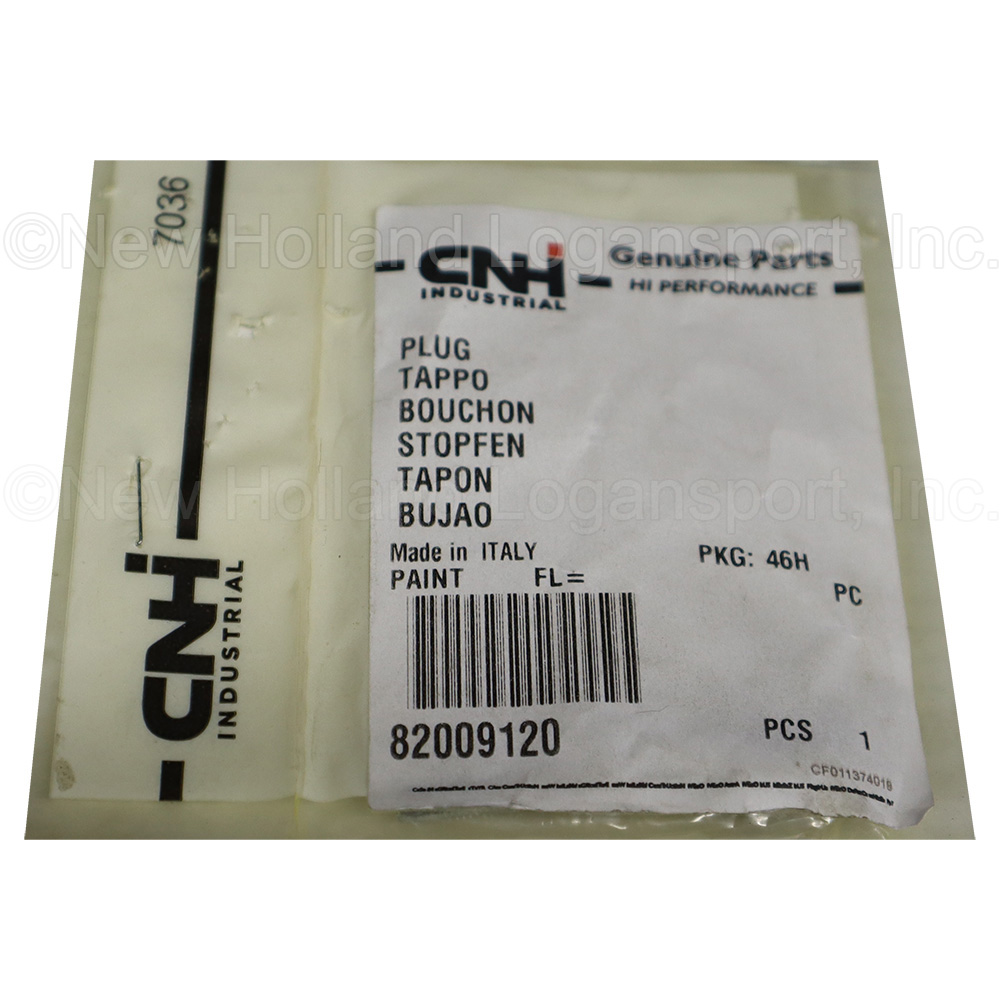 7036
©New Holland Logansport, Inc.
CNH
INDUSTRIAL
Genuine Parts
HI PERFORMANCE
PLUG
TAPPO
BOUCHON
STOPFEN
TAPON
BUJAO
©New Holland Logansport, Inc.
Made in ITALY
PKG: 46H
PAINT FL=
PC
82009120
PCS 1
CF011374018
CNH
INDUSTRIAL